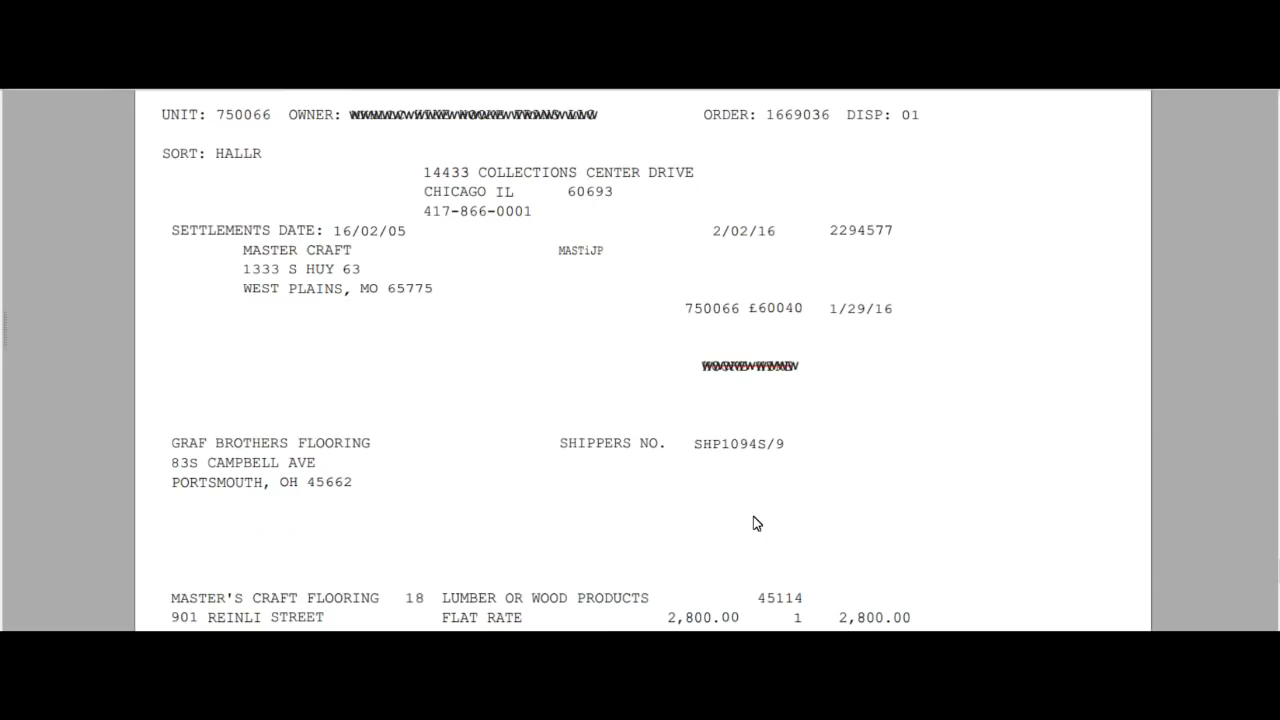 UNIT: 750066 OWNER: ORDER: 1669036 DISP: 01
SORT: HALLR
14433 COLLECTIONS CENTER DRIVE
CHICAGO IL 60693
417-866-0001
SETTLEMENTS DATE: 16/02/05 2/02/16 2294577
MASTER CRAFT MASTiJP
1333 S HUY 63
WEST PLAINS, MO 65775
750066 £60040 1/29/16
GRAF BROTHERS FLOORING SHIPPERS NO. SHP1094S/9
83S CAMPBELL AVE
PORTSMOUTH, OH 45662
MASTER'S CRAFT FLOORING 18 LUMBER OR WOOD PRODUCTS 45114
901 REINLI STREET FLAT RATE 2,800.00 1 2,800.00